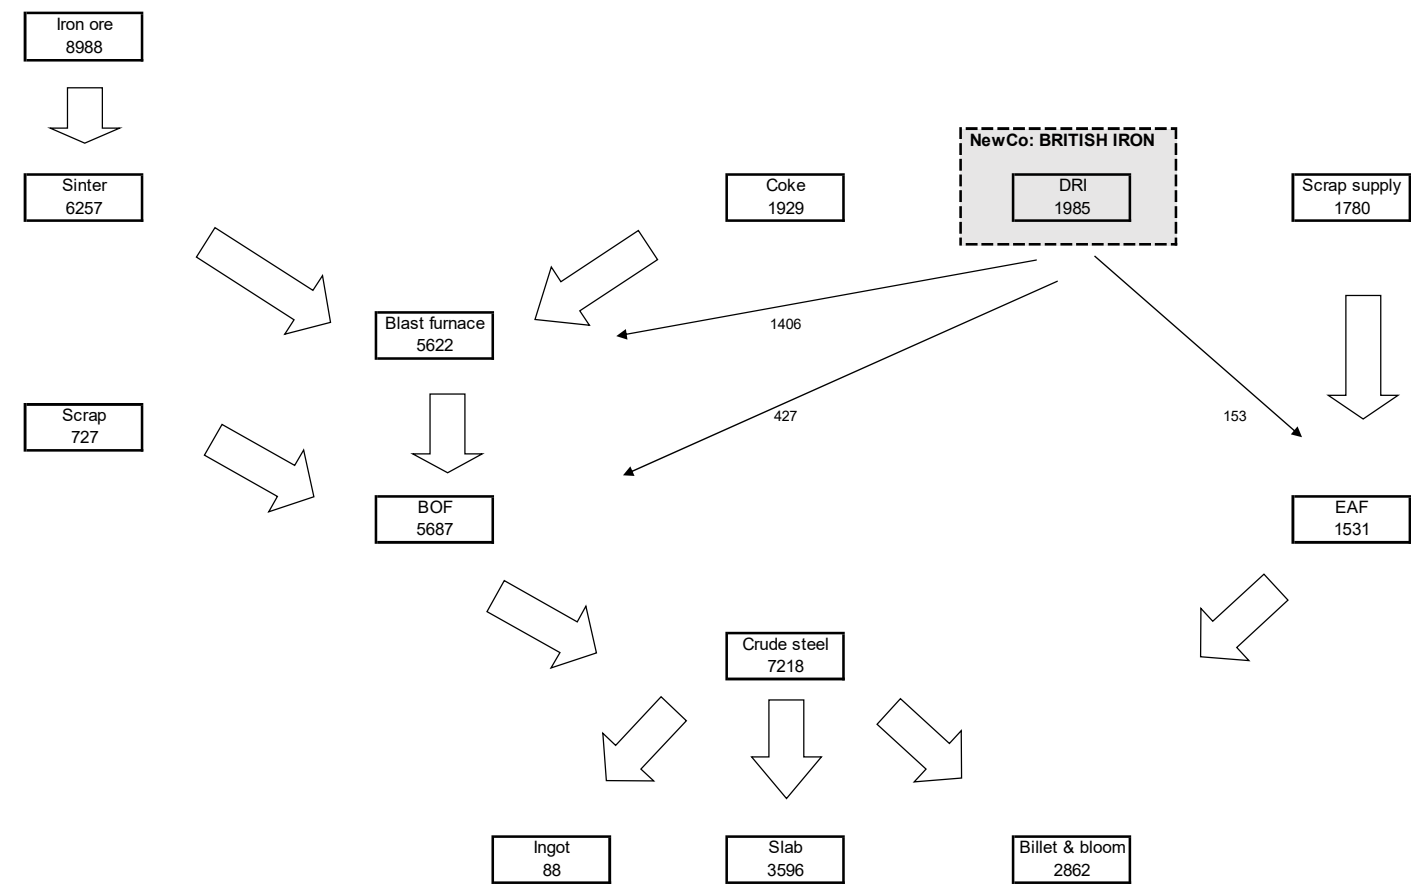 Iron ore
8988
NewCo: BRITISH IRON
Sinter
6257
Coke
1929
DRI
1985
Scrap supply
1780
Blast furnace
5622
1406
Scrap
727
427
153
BOF
5687
EAF
1531
Crude steel
7218
Ingot
88
Slab
3596
Billet & bloom
2862